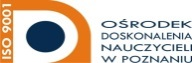 ISO 9001
OŚRODEK
DOSKONALENIA
NAUCZYCIELI
W POZNANIU